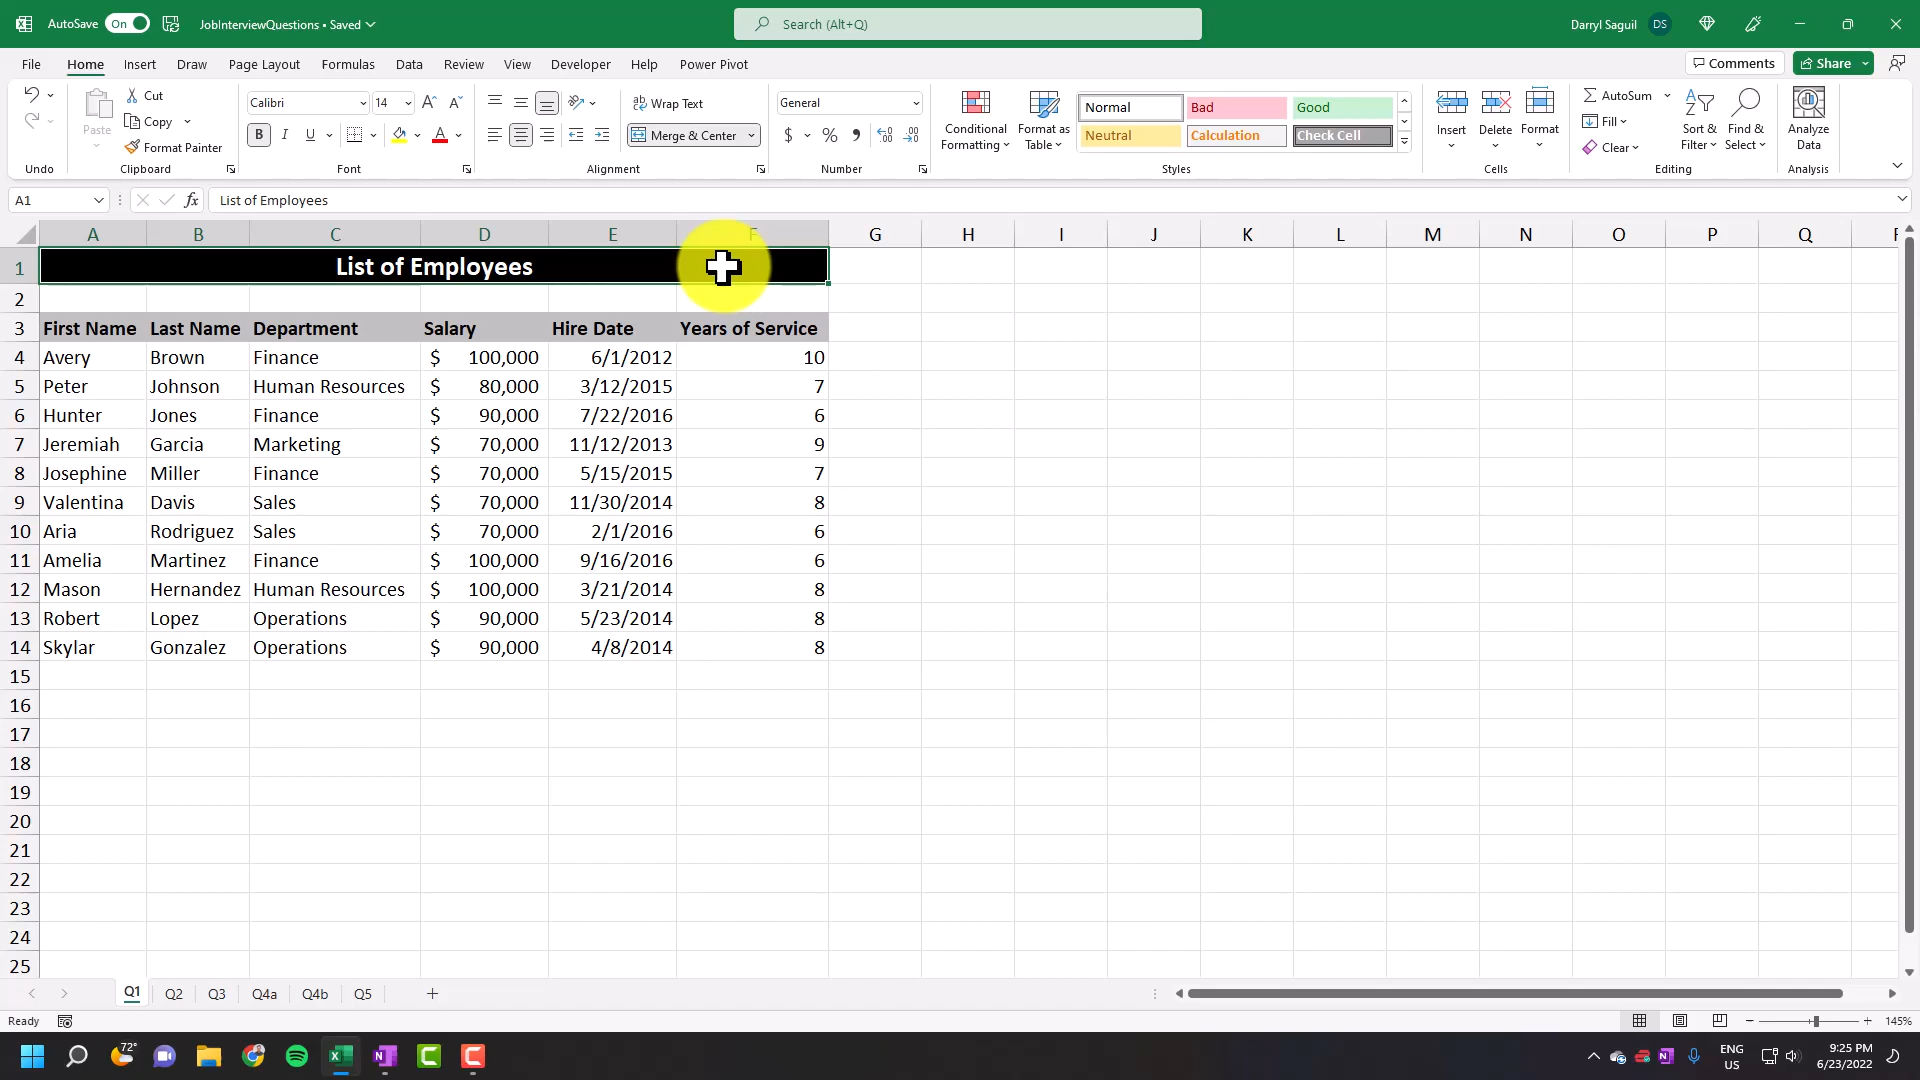 AutoSave On JobInterviewQuestions • Saved Search (Alt+Q) Darryl Saguil DS
File Home Insert Draw Page Layout Formulas Data Review View Developer Help Power Pivot Comments Share
Paste Cut Calibri 14 Wrap Text General Conditional Formatting Format as Table Normal Bad Good Insert Delete Format AutoSum Sort & Filter Find & Select Analyze Data
Copy B I U A Merge & Center $ % Neutral Calculation Check Cell Fill
Format Painter Clear
Undo Clipboard Font Alignment Number Styles Cells Editing Analysis
A1 fx List of Employees
A B C D E F G H I J K L M N O P Q
1 List of Employees
2
3 First Name Last Name Department Salary Hire Date Years of Service
4 Avery Brown Finance $ 100,000 6/1/2012 10
5 Peter Johnson Human Resources $ 80,000 3/12/2015 7
6 Hunter Jones Finance $ 90,000 7/22/2016 6
7 Jeremiah Garcia Marketing $ 70,000 11/12/2013 9
8 Josephine Miller Finance $ 70,000 5/15/2015 7
9 Valentina Davis Sales $ 70,000 11/30/2014 8
10 Aria Rodriguez Sales $ 70,000 2/1/2016 6
11 Amelia Martinez Finance $ 100,000 9/16/2016 6
12 Mason Hernandez Human Resources $ 100,000 3/21/2014 8
13 Robert Lopez Operations $ 90,000 5/23/2014 8
14 Skylar Gonzalez Operations $ 90,000 4/8/2014 8
15
16
17
18
19
20
21
22
23
24
25
Q1 Q2 Q3 Q4a Q4b Q5
Ready 145%
72° ENG US 9:25 PM 6/23/2022